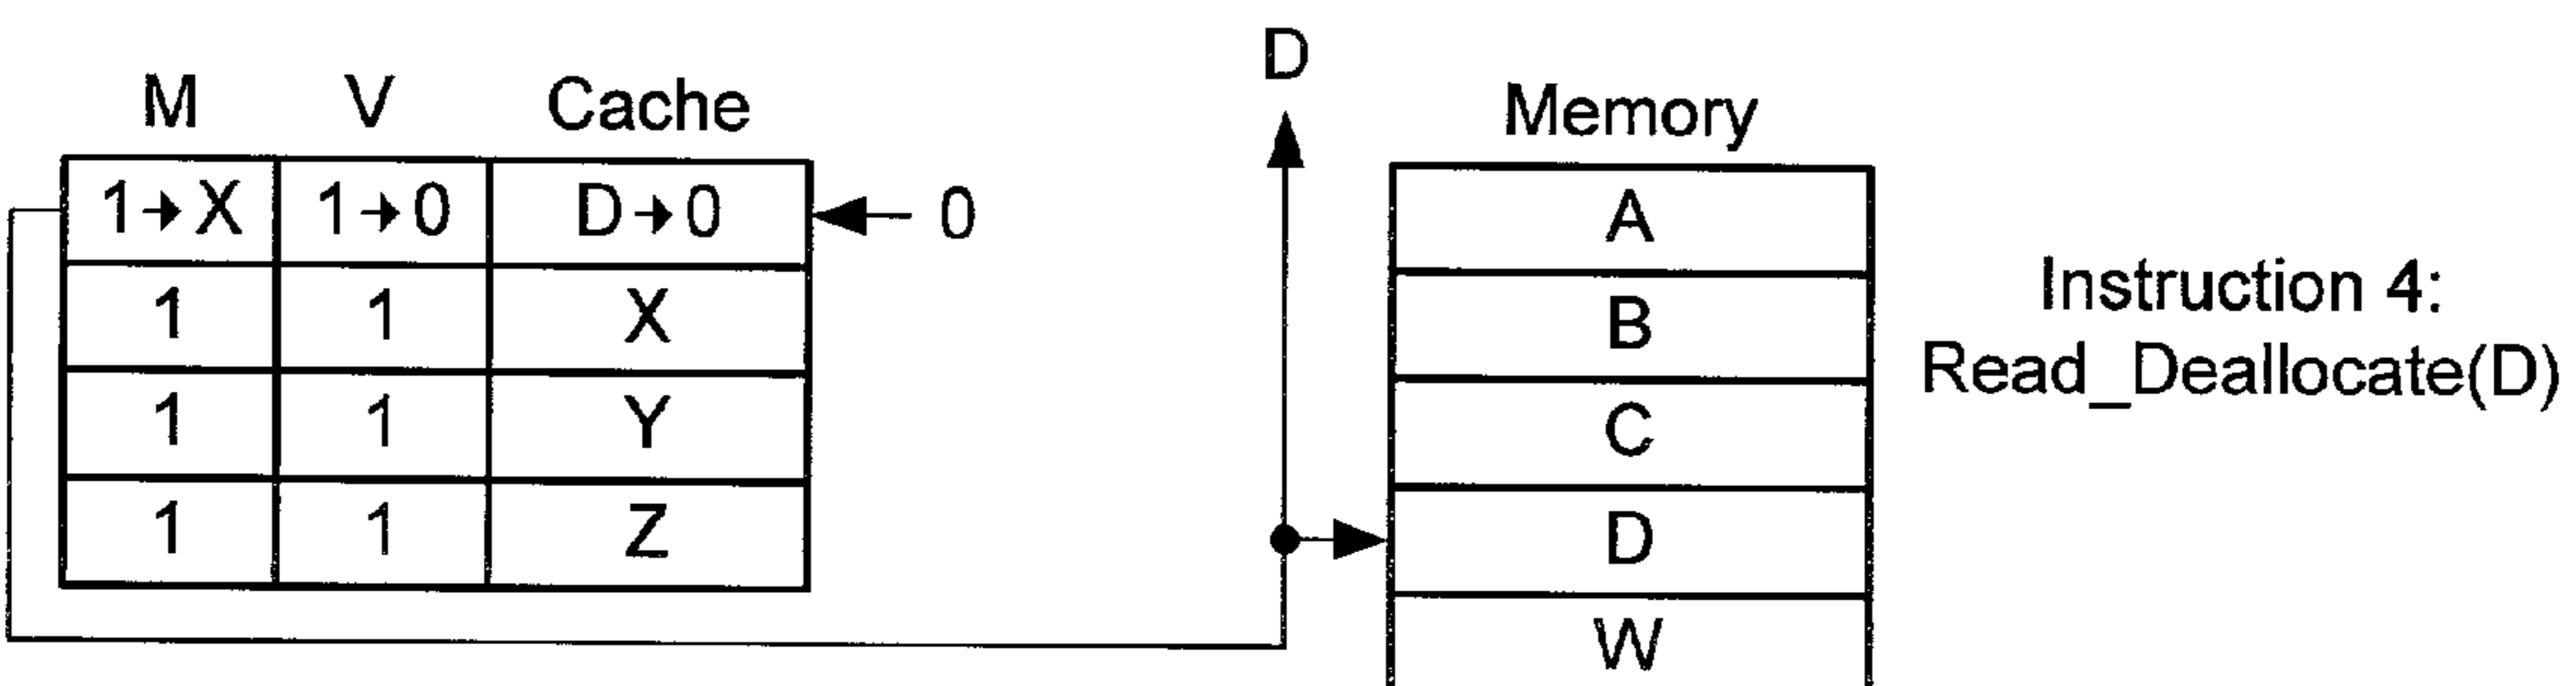 M V Cache
1→X 1→0 D→0
1 1 X
1 1 Y
1 1 Z
0
D
Memory
A
B
C
D
W
Instruction 4:
Read_Deallocate(D)